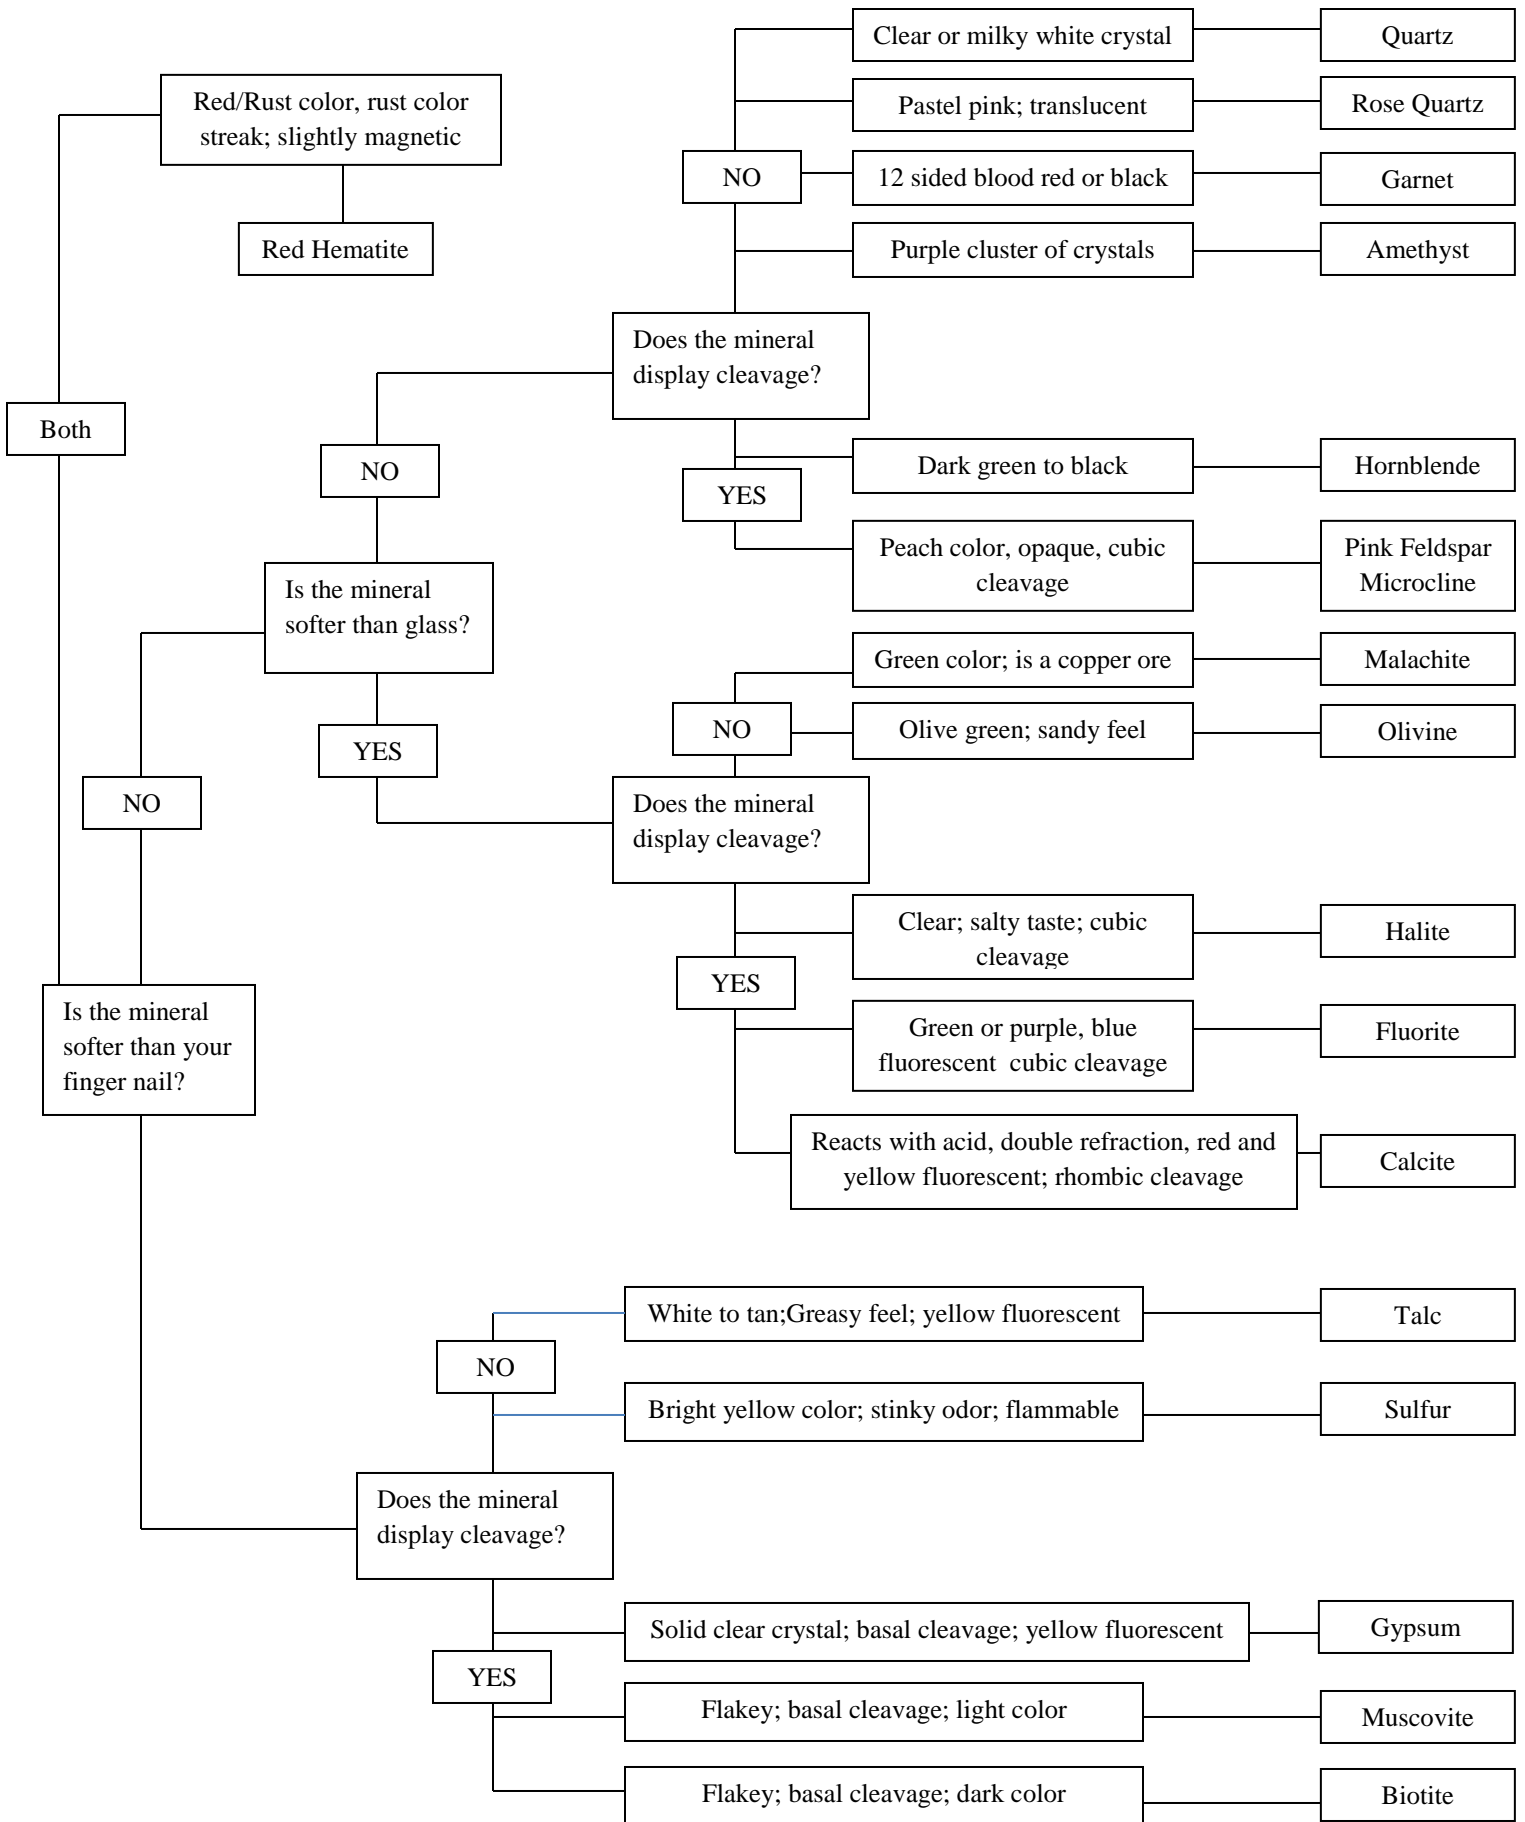 Clear or milky white crystal
Quartz
Red/Rust color, rust color
streak; slightly magnetic
Pastel pink; translucent
Rose Quartz
NO
12 sided blood red or black
Garnet
Red Hematite
Purple cluster of crystals
Amethyst
Does the mineral
display cleavage?
Both
NO
Dark green to black
Hornblende
YES
Peach color, opaque, cubic
cleavage
Pink Feldspar
Microcline
Is the mineral
softer than glass?
Green color; is a copper ore
Malachite
NO
Olive green; sandy feel
Olivine
YES
NO
Does the mineral
display cleavage?
Clear; salty taste; cubic
cleavage
Halite
YES
Is the mineral
softer than your
finger nail?
Green or purple, blue
fluorescent  cubic cleavage
Fluorite
Reacts with acid, double refraction, red and
yellow fluorescent; rhombic cleavage
Calcite
White to tan;Greasy feel; yellow fluorescent
Talc
NO
Bright yellow color; stinky odor; flammable
Sulfur
Does the mineral
display cleavage?
Solid clear crystal; basal cleavage; yellow fluorescent
Gypsum
YES
Flakey; basal cleavage; light color
Muscovite
Flakey; basal cleavage; dark color
Biotite